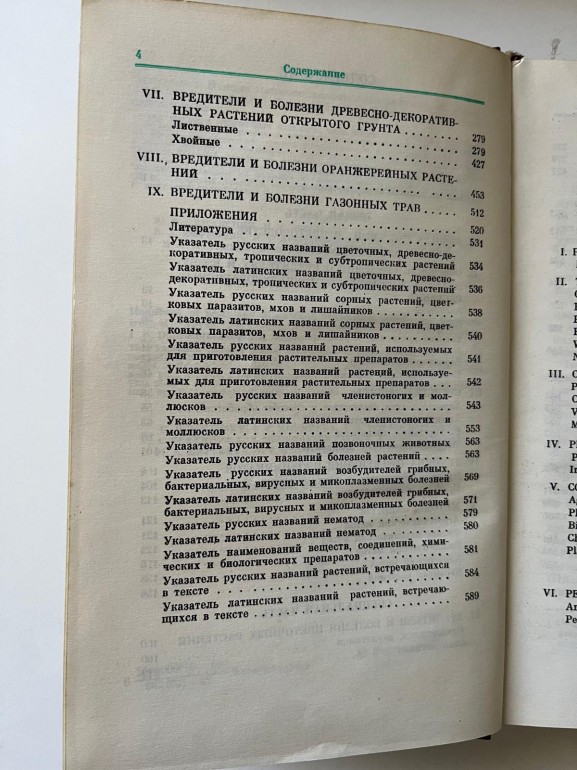 4
Содержание
VII. ВРЕДИТЕЛИ И БОЛЕЗНИ ДРЕВЕСНО-ДЕКОРАТИВ-
НЫХ РАСТЕНИЙ ОТКРЫТОГО ГРУНТА . . . . . . . 279
Лиственные . . . . . . . . . . . . . . . . . . 279
Хвойные . . . . . . . . . . . . . . . . . . . 427
VIII. ВРЕДИТЕЛИ И БОЛЕЗНИ ОРАНЖЕРЕЙНЫХ РАСТЕ-
НИЙ . . . . . . . . . . . . . . . . . . . 453
IX. ВРЕДИТЕЛИ И БОЛЕЗНИ ГАЗОННЫХ ТРАВ . . . . . 512
ПРИЛОЖЕНИЯ . . . . . . . . . . . . . . . . . 520
Литература . . . . . . . . . . . . . . . . . . 531
Указатель русских названий цветочных, древесно-де-
коративных, тропических и субтропических растений 534
Указатель латинских названий цветочных, древесно-
декоративных, тропических и субтропических растений 536
Указатель русских названий сорных растений, цвет-
ковых паразитов, мхов и лишайников . . . . . . . . 538
Указатель латинских названий сорных растений, цвет-
ковых паразитов, мхов и лишайников . . . . . . . . 540
Указатель русских названий растений, используемых
для приготовления растительных препаратов . . . . . 541
Указатель латинских названий растений, используе-
мых для приготовления растительных препаратов . . . 542
Указатель русских названий членистоногих и мол-
люсков . . . . . . . . . . . . . . . . . . . 543
Указатель латинских названий членистоногих и
моллюсков . . . . . . . . . . . . . . . . . . 553
Указатель русских названий позвоночных животных 563
Указатель русских названий болезней растений . . . . 563
Указатель русских названий возбудителей грибных,
бактериальных, вирусных и микоплазменных болезней 569
Указатель латинских названий возбудителей грибных,
бактериальных, вирусных и микоплазменных болезней 571
Указатель русских названий нематод . . . . . . . . 579
Указатель латинских названий нематод . . . . . . . 580
Указатель наименований веществ, соединений, хими-
ческих и биологических препаратов . . . . . . . . 581
Указатель русских названий растений, встречающихся
в тексте . . . . . . . . . . . . . . . . . . . 584
Указатель латинских названий растений, встречаю-
щихся в тексте . . . . . . . . . . . . . . . . 589
I.
II.
III.
IV.
V.
VI.